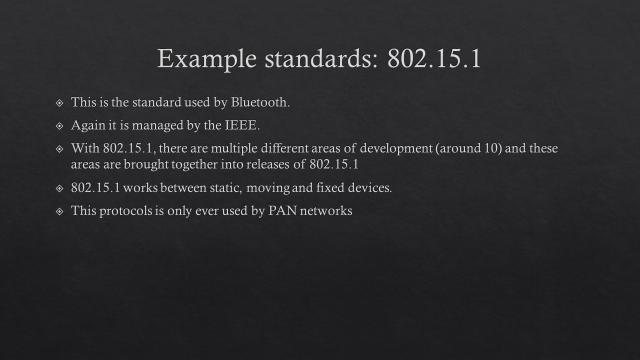 Example standards: 802.15.1
This is the standard used by Bluetooth.
Again it is managed by the IEEE.
With 802.15.1, there are multiple different areas of development (around 10) and these
areas are brought together into releases of 802.15.1
802.15.1 works between static, moving and fixed devices.
This protocols is only ever used by PAN networks